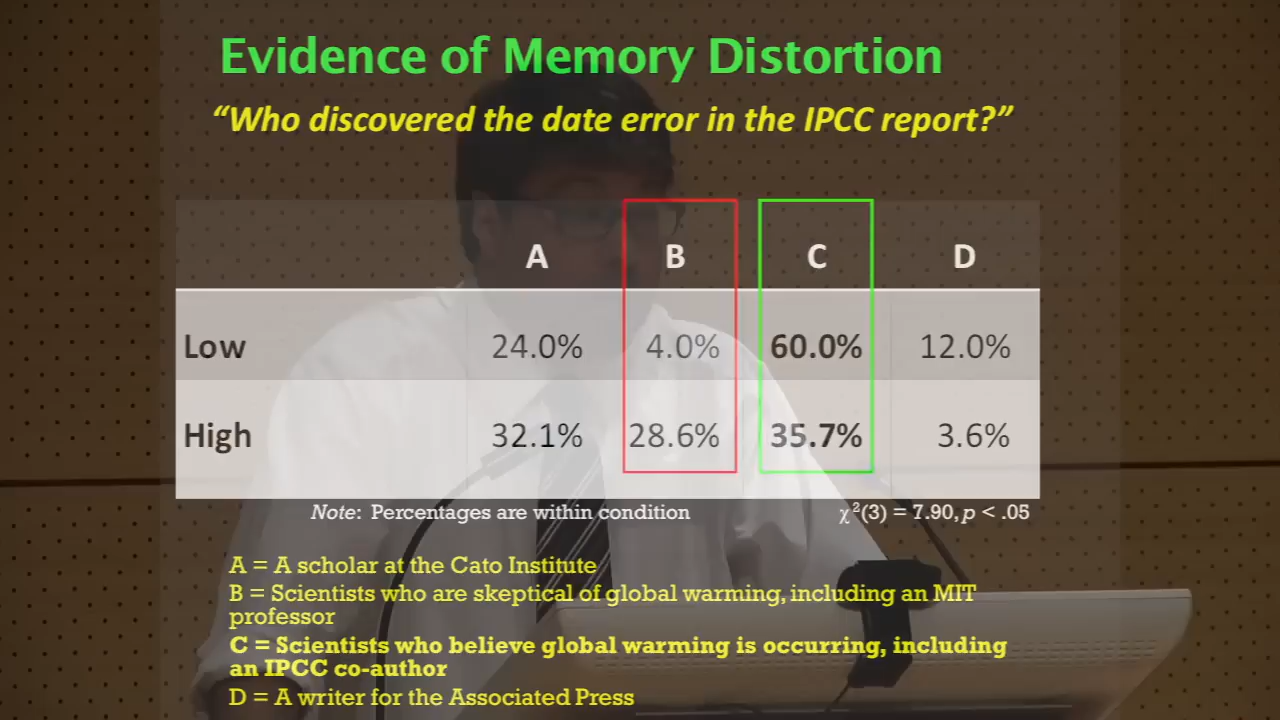 Evidence of Memory Distortion
“Who discovered the date error in the IPCC report?”
A B C D
Low 24.0% 4.0% 60.0% 12.0%
High 32.1% 28.6% 35.7% 3.6%
Note: Percentages are within condition χ²(3) = 7.90, p < .05
A = A scholar at the Cato Institute
B = Scientists who are skeptical of global warming, including an MIT
professor
C = Scientists who believe global warming is occurring, including
an IPCC co-author
D = A writer for the Associated Press